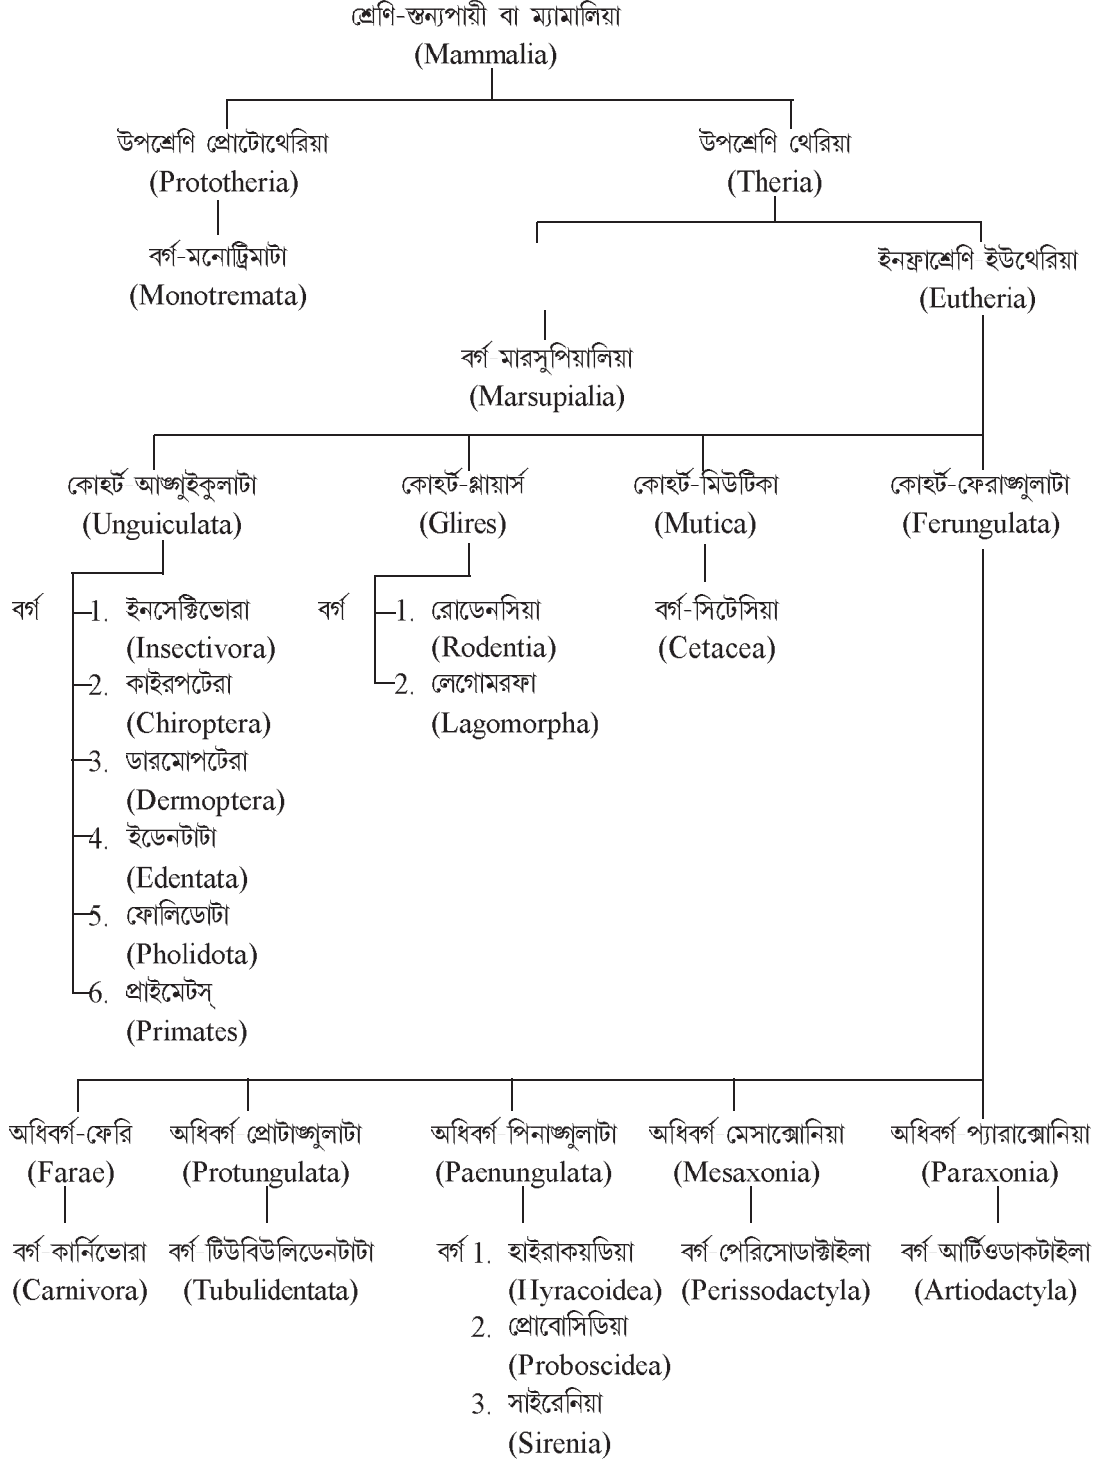 শ্রেণি-স্তন্যপায়ী বা ম্যামালিয়া
(Mammalia)
উপশ্রেণি প্রোটোথেরিয়া
(Prototheria)
উপশ্রেণি থেরিয়া
(Theria)
বর্গ-মনোট্রিমাটা
(Monotremata)
ইনফ্রাশ্রেণি ইউথেরিয়া
(Eutheria)
বর্গ মারসুপিয়ালিয়া
(Marsupialia)
কোহর্ট আঙ্গুইকুলাটা
(Unguiculata)
কোহর্ট-গ্লায়ার্স
(Glires)
কোহর্ট-মিউটিকা
(Mutica)
কোহর্ট-ফেরাঙ্গুলাটা
(Ferungulata)
বর্গ 1. ইনসেক্টিভোরা
(Insectivora)
2. কাইরপটেরা
(Chiroptera)
3. ডারমোপটেরা
(Dermoptera)
4. ইডেনটাটা
(Edentata)
5. ফোলিডোটা
(Pholidota)
6. প্রাইমেটস্
(Primates)
বর্গ 1. রোডেনসিয়া
(Rodentia)
2. লেগোমরফা
(Lagomorpha)
বর্গ-সিটেসিয়া
(Cetacea)
অধিবর্গ-ফেরি
(Farae)
অধিবর্গ প্রোটাঙ্গুলাটা
(Protungulata)
অধিবর্গ পিনাঙ্গুলাটা
(Paenungulata)
অধিবর্গ মেসাক্সোনিয়া
(Mesaxonia)
অধিবর্গ প্যারাক্সোনিয়া
(Paraxonia)
বর্গ কার্নিভোরা
(Carnivora)
বর্গ টিউবিউলিডেনটাটা
(Tubulidentata)
বর্গ 1. হাইরাকয়ডিয়া
(Hyracoidea)
2. প্রোবোসিডিয়া
(Proboscidea)
3. সাইরেনিয়া
(Sirenia)
বর্গ পেরিসোডাক্টাইলা
(Perissodactyla)
বর্গ আর্টিওডাকটাইলা
(Artiodactyla)